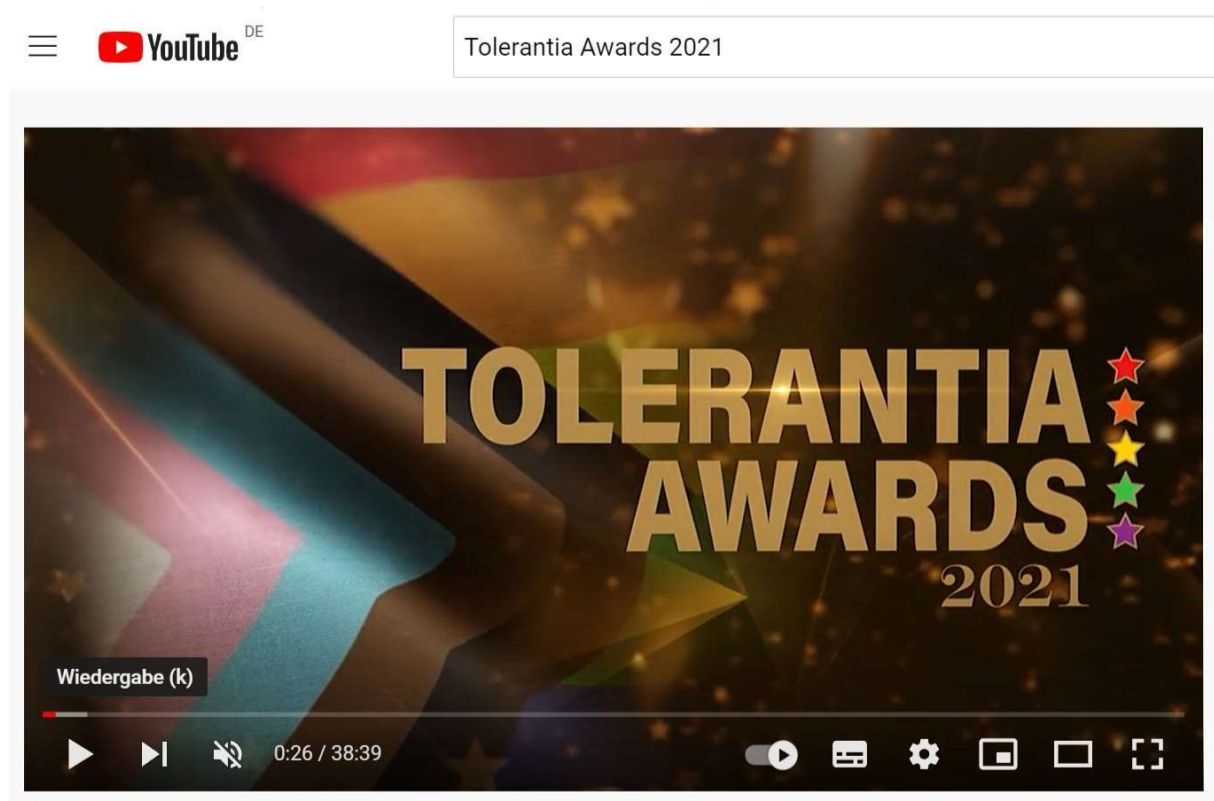 YouTube DE
Tolerantia Awards 2021
TOLERANTIA
AWARDS
2021
Wiedergabe (k)
0:26 / 38:39